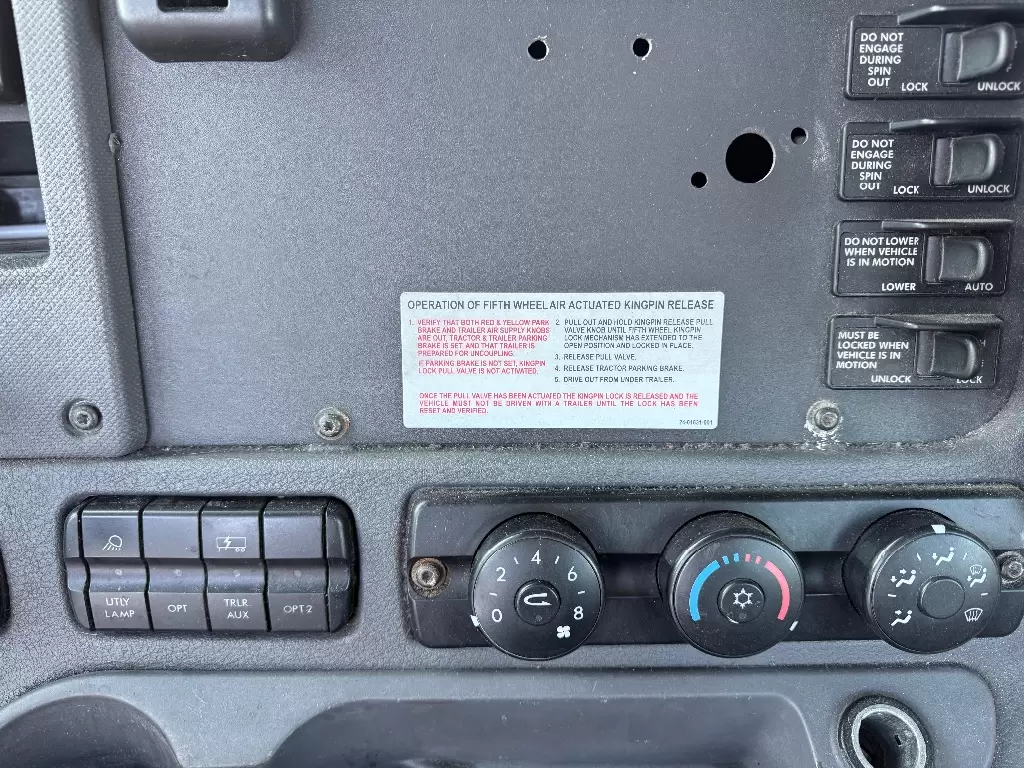 DO NOT
ENGAGE
DURING
SPIN
OUT
LOCK
UNLOCK
DO NOT
ENGAGE
DURING
SPIN
OUT
LOCK
UNLOCK
DO NOT LOWER
WHEN VEHICLE
IS IN MOTION
LOWER
AUTO
MUST BE
LOCKED WHEN
VEHICLE IS IN
MOTION
UNLOCK
LOCK
OPERATION OF FIFTH WHEEL AIR ACTUATED KINGPIN RELEASE
1. VERIFY THAT BOTH RED & YELLOW PARK
BRAKE AND TRAILER AIR SUPPLY KNOBS
ARE OUT, TRACTOR & TRAILER PARKING
BRAKE IS SET AND THAT TRAILER IS
PREPARED FOR UNCOUPLING.
IF PARKING BRAKE IS NOT SET, KINGPIN
LOCK PULL VALVE IS NOT ACTIVATED.
2. PULL OUT AND HOLD KINGPIN RELEASE PULL
VALVE KNOB UNTIL FIFTH WHEEL KINGPIN
LOCK MECHANISM HAS EXTENDED TO THE
OPEN POSITION AND LOCKED IN PLACE.
3. RELEASE PULL VALVE.
4. RELEASE TRACTOR PARKING BRAKE.
5. DRIVE OUT FROM UNDER TRAILER.
ONCE THE PULL VALVE HAS BEEN ACTUATED THE KINGPIN LOCK IS RELEASED AND THE
VEHICLE MUST NOT BE DRIVEN WITH A TRAILER UNTIL THE LOCK HAS BEEN
RESET AND VERIFIED.
UTLY
LAMP
OPT
TRLR
AUX
OPT 2
0 2 4 6 8